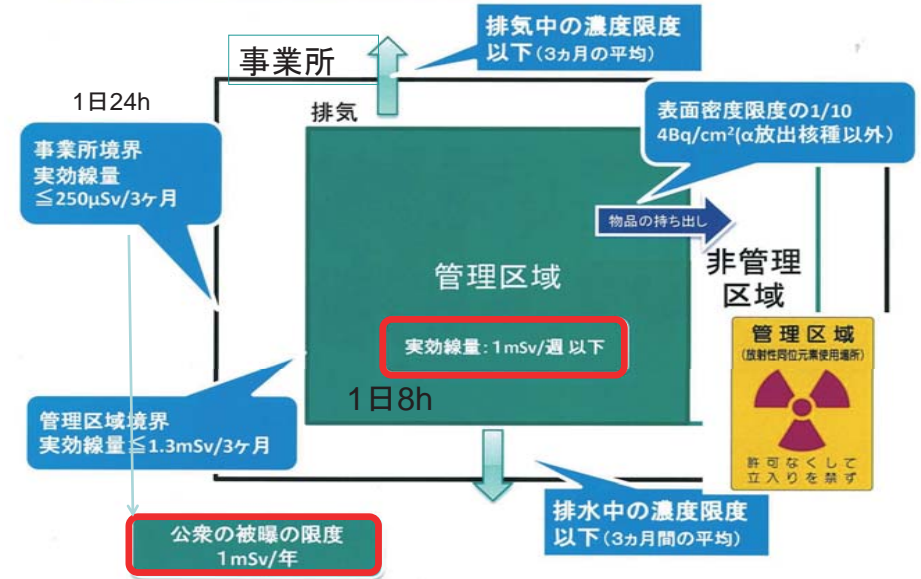 排気中の濃度限度
以下(3ヵ月の平均)
事業所
1日24h
排気
表面密度限度の1/10
4Bq/cm²(α放出核種以外)
事業所境界
実効線量
≦250μSv/3ヶ月
物品の持ち出し
非管理
区域
管理区域
実効線量:1mSv/週 以下
1日8h
管理区域
(放射性同位元素使用場所)
許可なくして
立入りを禁ず
管理区域境界
実効線量≦1.3mSv/3ヶ月
排水中の濃度限度
以下(3ヵ月間の平均)
公衆の被曝の限度
1mSv/年